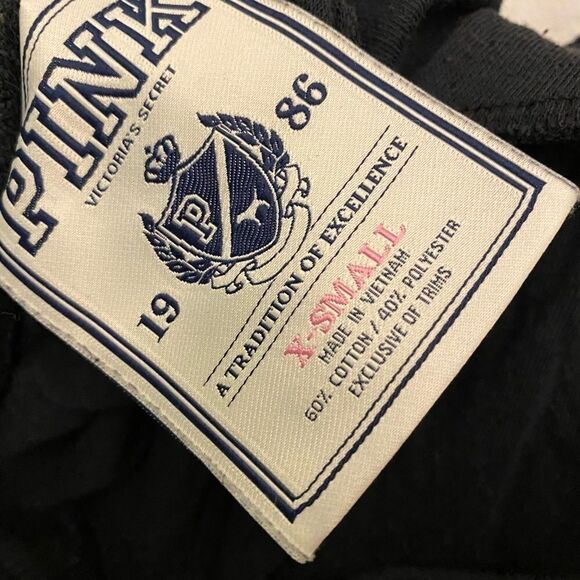 PINK
VICTORIA'S SECRET
19 86
P
A TRADITION OF EXCELLENCE
X-SMALL
MADE IN VIETNAM
60% COTTON / 40% POLYESTER
EXCLUSIVE OF TRIMS